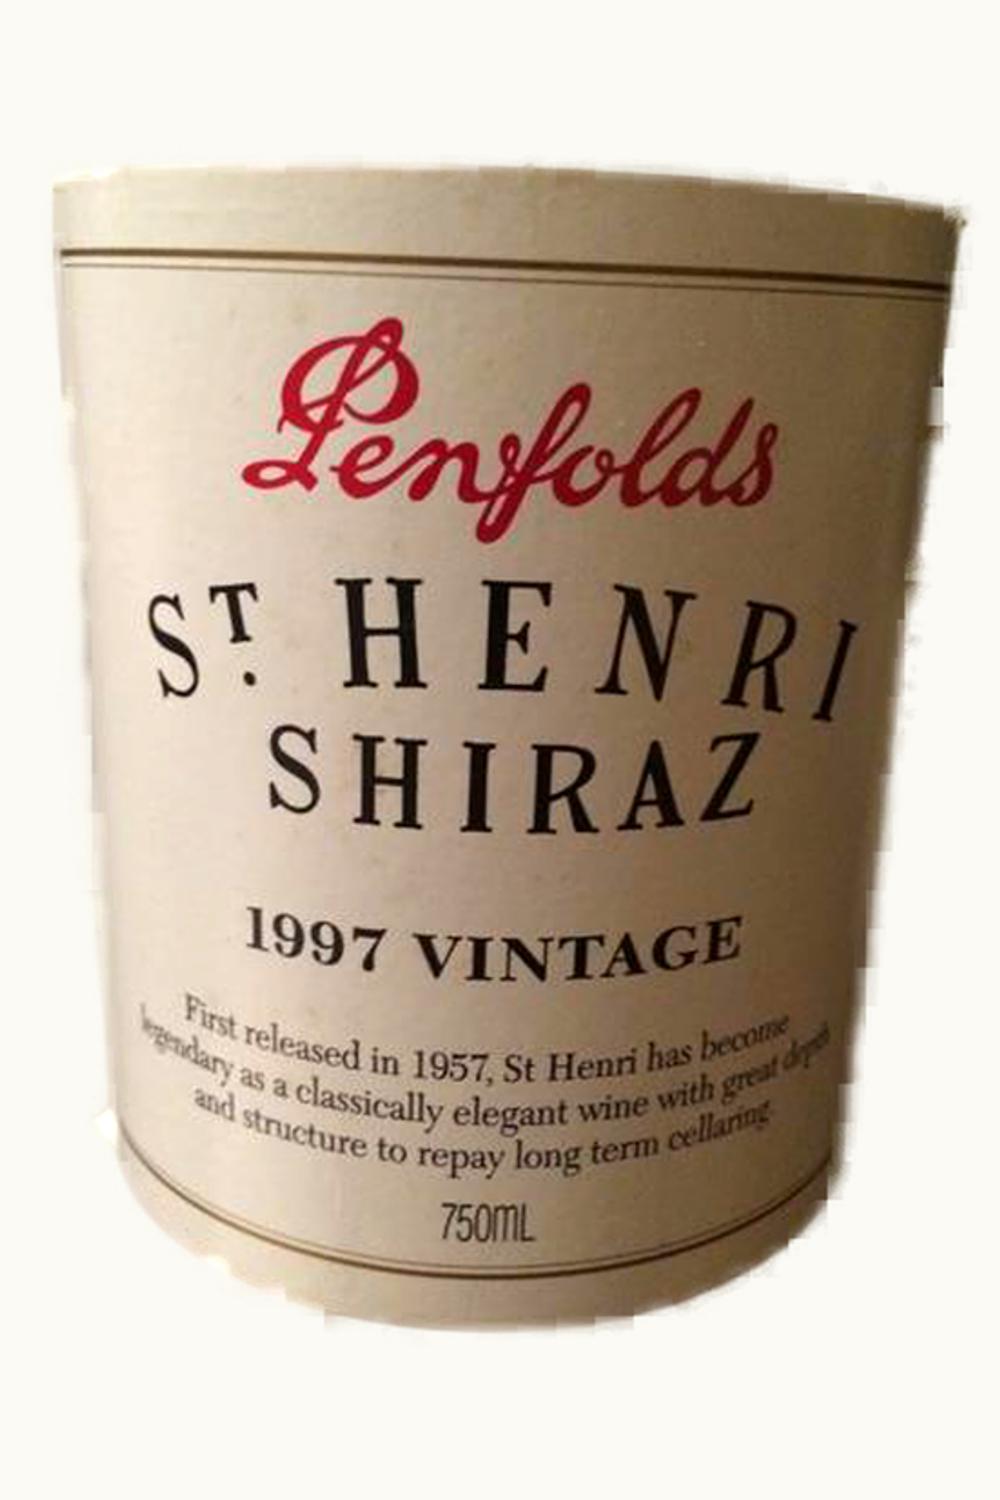 Penfolds
ST. HENRI
SHIRAZ
1997 VINTAGE
First released in 1957, St Henri has become
legendary as a classically elegant wine with great depth
and structure to repay long term cellaring.
750mL